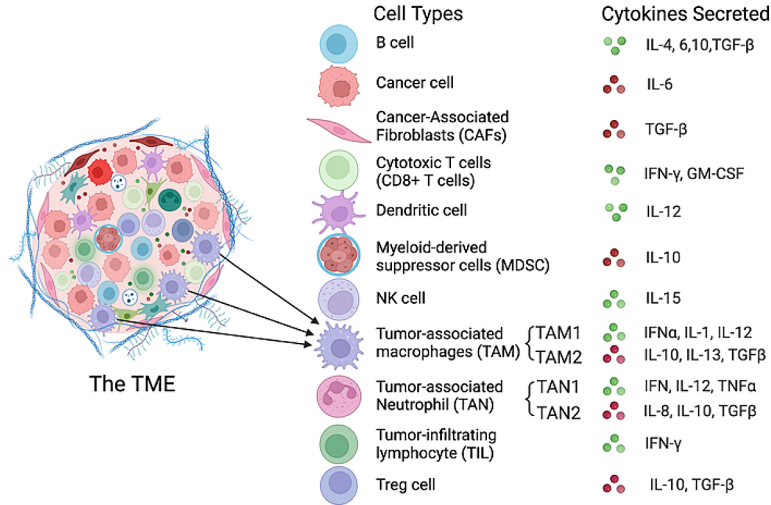 Cell Types
Cytokines Secreted
B cell
IL-4, 6,10,TGF-β
Cancer cell
IL-6
Cancer-Associated
Fibroblasts (CAFs)
TGF-β
Cytotoxic T cells
(CD8+ T cells)
IFN-γ, GM-CSF
Dendritic cell
IL-12
Myeloid-derived
suppressor cells (MDSC)
IL-10
NK cell
IL-15
Tumor-associated
macrophages (TAM)
TAM1
IFNα, IL-1, IL-12
TAM2
IL-10, IL-13, TGFβ
Tumor-associated
Neutrophil (TAN)
TAN1
IFN, IL-12, TNFα
TAN2
IL-8, IL-10, TGFβ
Tumor-infiltrating
lymphocyte (TIL)
IFN-γ
Treg cell
IL-10, TGF-β
The TME